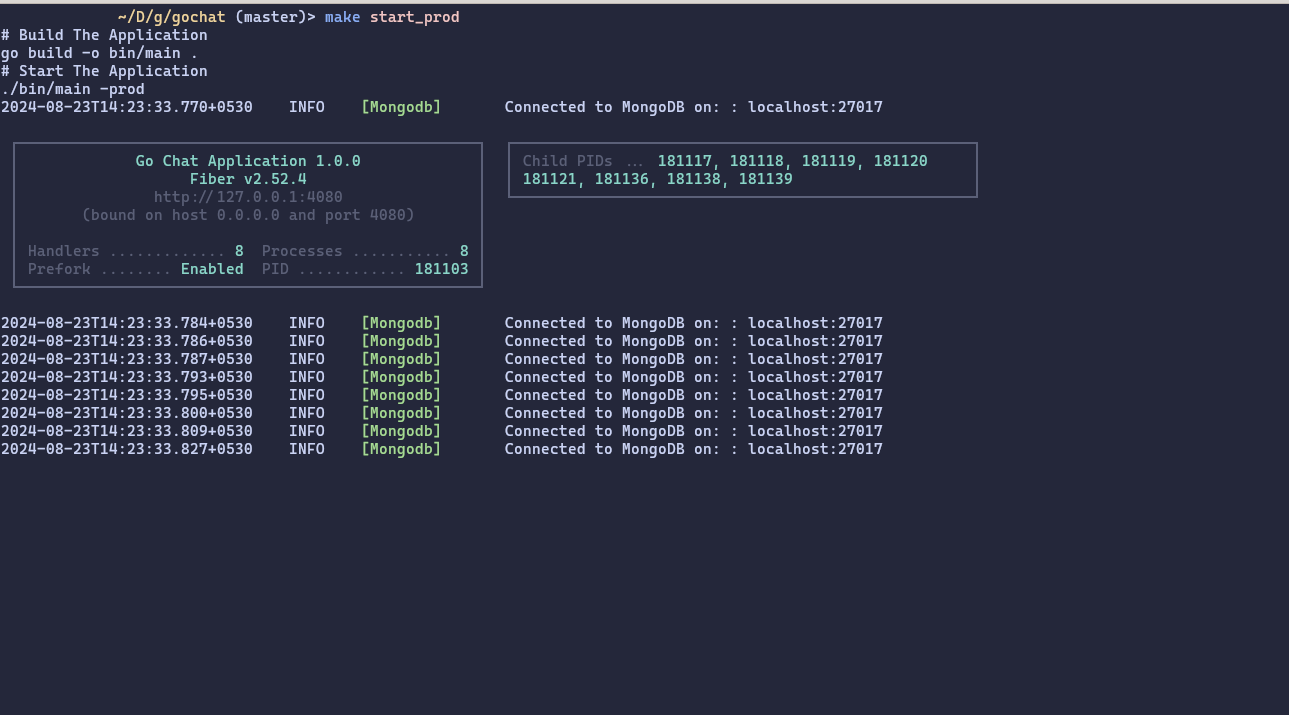 ~/D/g/gochat (master)> make start_prod
# Build The Application
go build -o bin/main .
# Start The Application
./bin/main -prod
2024-08-23T14:23:33.770+0530    INFO    [Mongodb]       Connected to MongoDB on: : localhost:27017
Go Chat Application 1.0.0
Fiber v2.52.4
http://127.0.0.1:4080
(bound on host 0.0.0.0 and port 4080)
Handlers ............. 8  Processes ........... 8
Prefork ........ Enabled  PID ............ 181103
Child PIDs ... 181117, 181118, 181119, 181120
181121, 181136, 181138, 181139
2024-08-23T14:23:33.784+0530    INFO    [Mongodb]       Connected to MongoDB on: : localhost:27017
2024-08-23T14:23:33.786+0530    INFO    [Mongodb]       Connected to MongoDB on: : localhost:27017
2024-08-23T14:23:33.787+0530    INFO    [Mongodb]       Connected to MongoDB on: : localhost:27017
2024-08-23T14:23:33.793+0530    INFO    [Mongodb]       Connected to MongoDB on: : localhost:27017
2024-08-23T14:23:33.795+0530    INFO    [Mongodb]       Connected to MongoDB on: : localhost:27017
2024-08-23T14:23:33.800+0530    INFO    [Mongodb]       Connected to MongoDB on: : localhost:27017
2024-08-23T14:23:33.809+0530    INFO    [Mongodb]       Connected to MongoDB on: : localhost:27017
2024-08-23T14:23:33.827+0530    INFO    [Mongodb]       Connected to MongoDB on: : localhost:27017